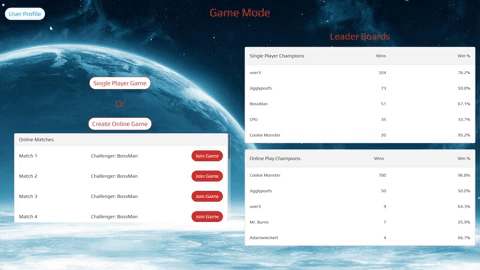 User Profile
Game Mode
Leader Boards
Single Player Game
Or
Create Online Game
Online Matches
Match 1 Challenger: BossMan Join Game
Match 2 Challenger: BossMan Join Game
Match 3 Challenger: BossMan Join Game
Match 4 Challenger: BossMan Join Game
Single Player Champions Wins Win %
user1 324 76.2%
Jigglypoofs 73 50.0%
BossMan 51 67.1%
CPU 35 33.7%
Cookie Monster 20 95.2%
Online Play Champions Wins Win %
Cookie Monster 700 98.8%
Jigglypoofs 50 50.0%
user1 9 64.3%
Mr. Burns 7 25.9%
Adamwleckert 4 66.7%